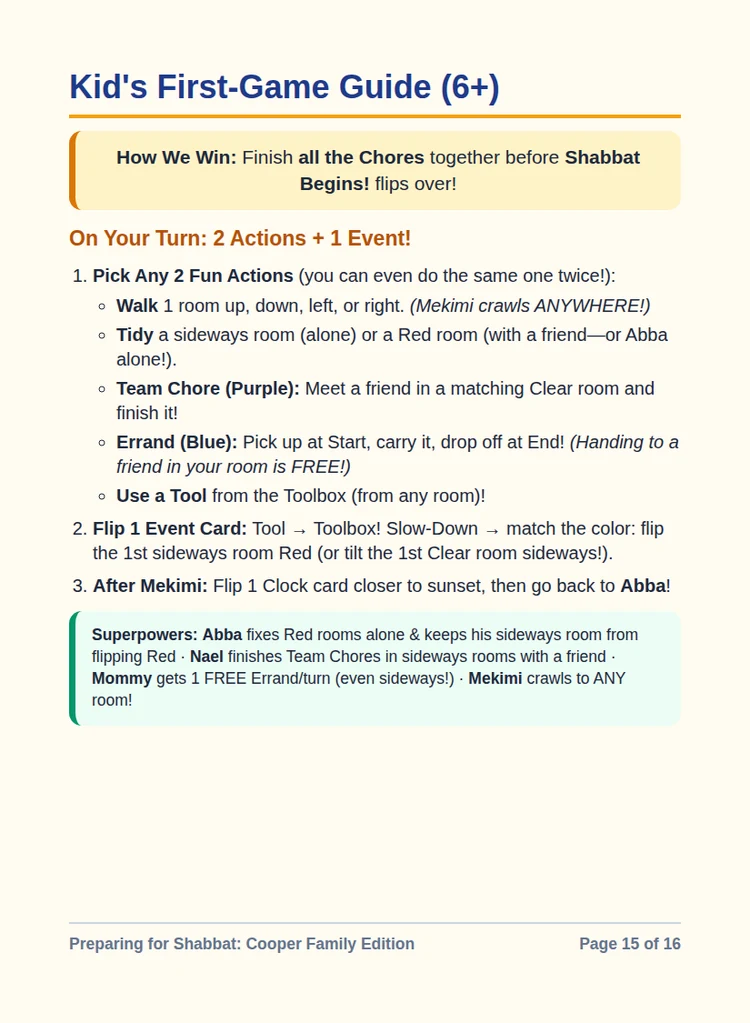 Kid's First-Game Guide (6+)
How We Win: Finish all the Chores together before Shabbat
Begins! flips over!
On Your Turn: 2 Actions + 1 Event!
1. Pick Any 2 Fun Actions (you can even do the same one twice!):
◦ Walk 1 room up, down, left, or right. (Mekimi crawls ANYWHERE!)
◦ Tidy a sideways room (alone) or a Red room (with a friend—or Abba
alone!).
◦ Team Chore (Purple): Meet a friend in a matching Clear room and
finish it!
◦ Errand (Blue): Pick up at Start, carry it, drop off at End! (Handing to a
friend in your room is FREE!)
◦ Use a Tool from the Toolbox (from any room)!
2. Flip 1 Event Card: Tool → Toolbox! Slow-Down → match the color: flip
the 1st sideways room Red (or tilt the 1st Clear room sideways!).
3. After Mekimi: Flip 1 Clock card closer to sunset, then go back to Abba!
Superpowers: Abba fixes Red rooms alone & keeps his sideways room from
flipping Red · Nael finishes Team Chores in sideways rooms with a friend ·
Mommy gets 1 FREE Errand/turn (even sideways!) · Mekimi crawls to ANY
room!
Preparing for Shabbat: Cooper Family Edition
Page 15 of 16